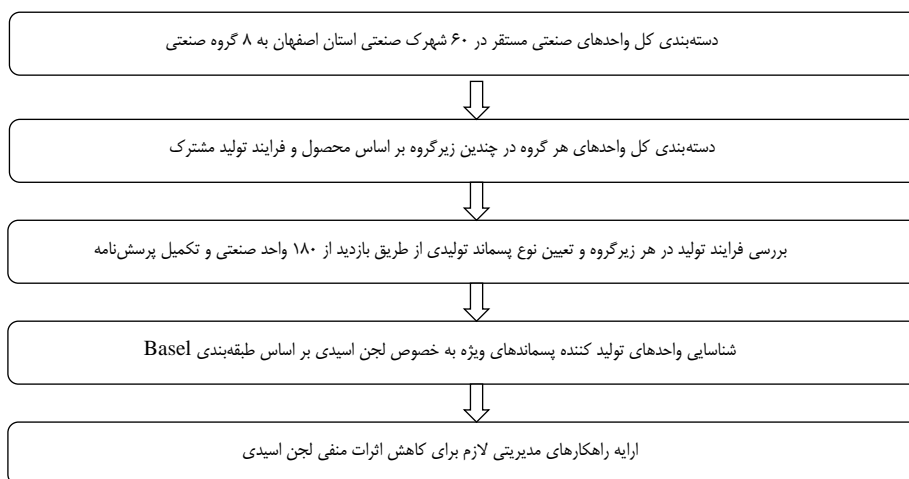 دسته‌بندی کل واحدهای صنعتی مستقر در ۶۰ شهرک صنعتی استان اصفهان به ۸ گروه صنعتی
دسته‌بندی کل واحدهای هر گروه در چندین زیرگروه بر اساس محصول و فرایند تولید مشترک
بررسی فرایند تولید در هر زیرگروه و تعیین نوع پسماند تولیدی از طریق بازدید از ۱۸۰ واحد صنعتی و تکمیل پرسش‌نامه
شناسایی واحدهای تولید کننده پسماندهای ویژه به خصوص لجن اسیدی بر اساس طبقه‌بندی Basel
ارایه راهکارهای مدیریتی لازم برای کاهش اثرات منفی لجن اسیدی